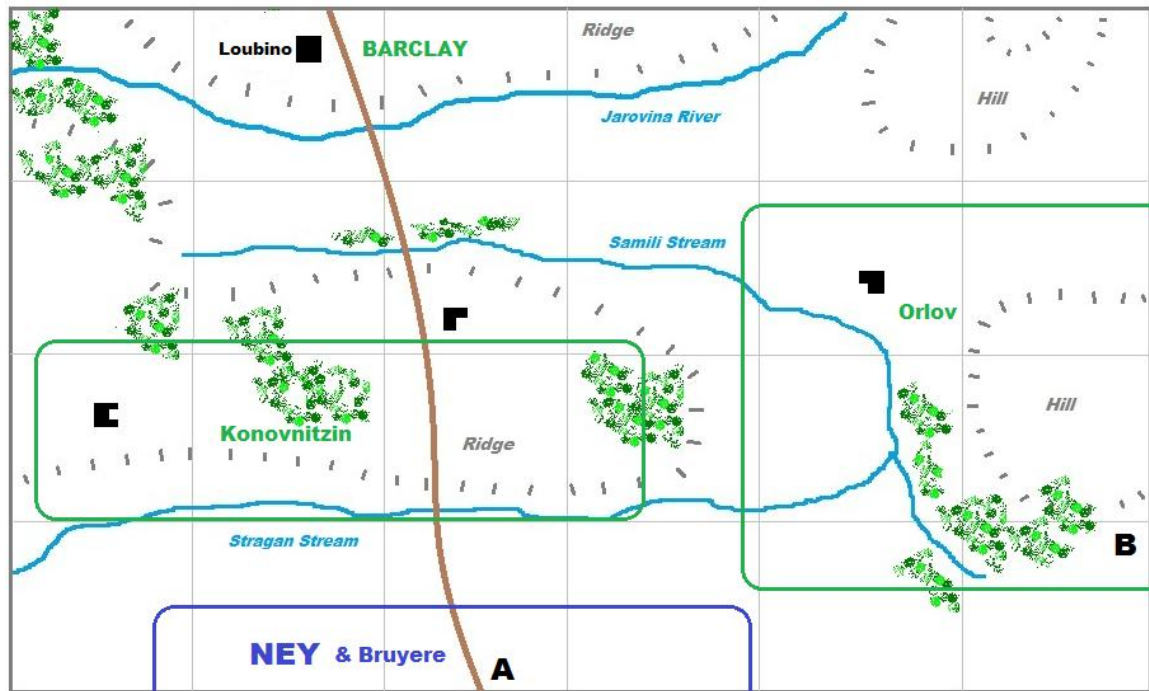 Ridge
Loubino
BARCLAY
Hill
Jarovina River
Samili Stream
Orlov
Hill
Konovnitzin
Ridge
Stragan Stream
B
NEY & Bruyere
A